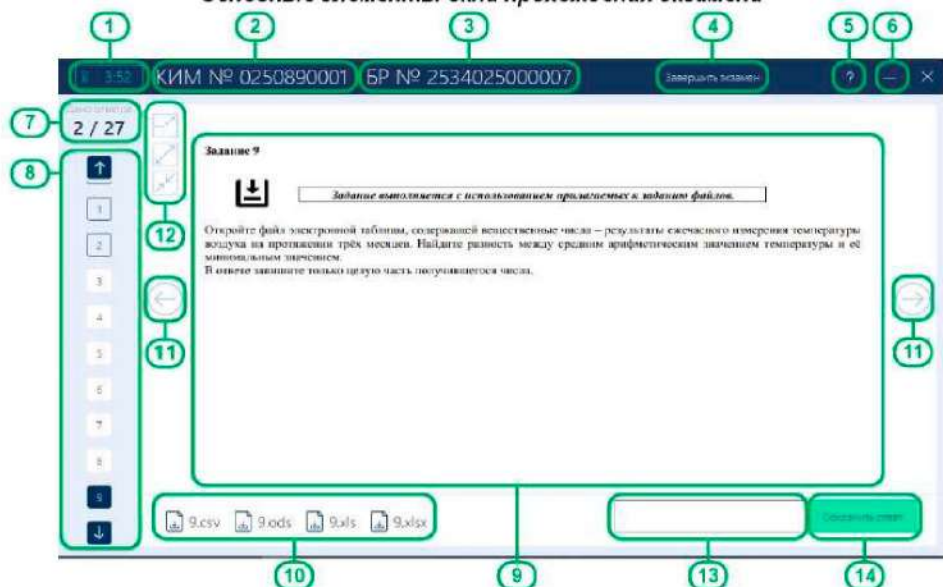 Основные элементы окна прохождения экзамена
1 2 3 4 5 6
3:52 КИМ № 0250890001 БР № 2534025000007 Завершить экзамен ? — ×
7 Дано ответов
2 / 27
8
12
Задание 9
Задание выполняется с использованием прилагаемых к заданию файлов.
Откройте файл электронной таблицы, содержащей вещественные числа – результаты ежечасного измерения температуры
воздуха на протяжении трёх месяцев. Найдите разность между средним арифметическим значением температуры и её
минимальным значением.
В ответе запишите только целую часть получившегося числа.
1
2
3
4
5
6
7
8
9
11 11
9.csv 9.ods 9.xls 9.xlsx
Сохранить ответ
10 9 13 14